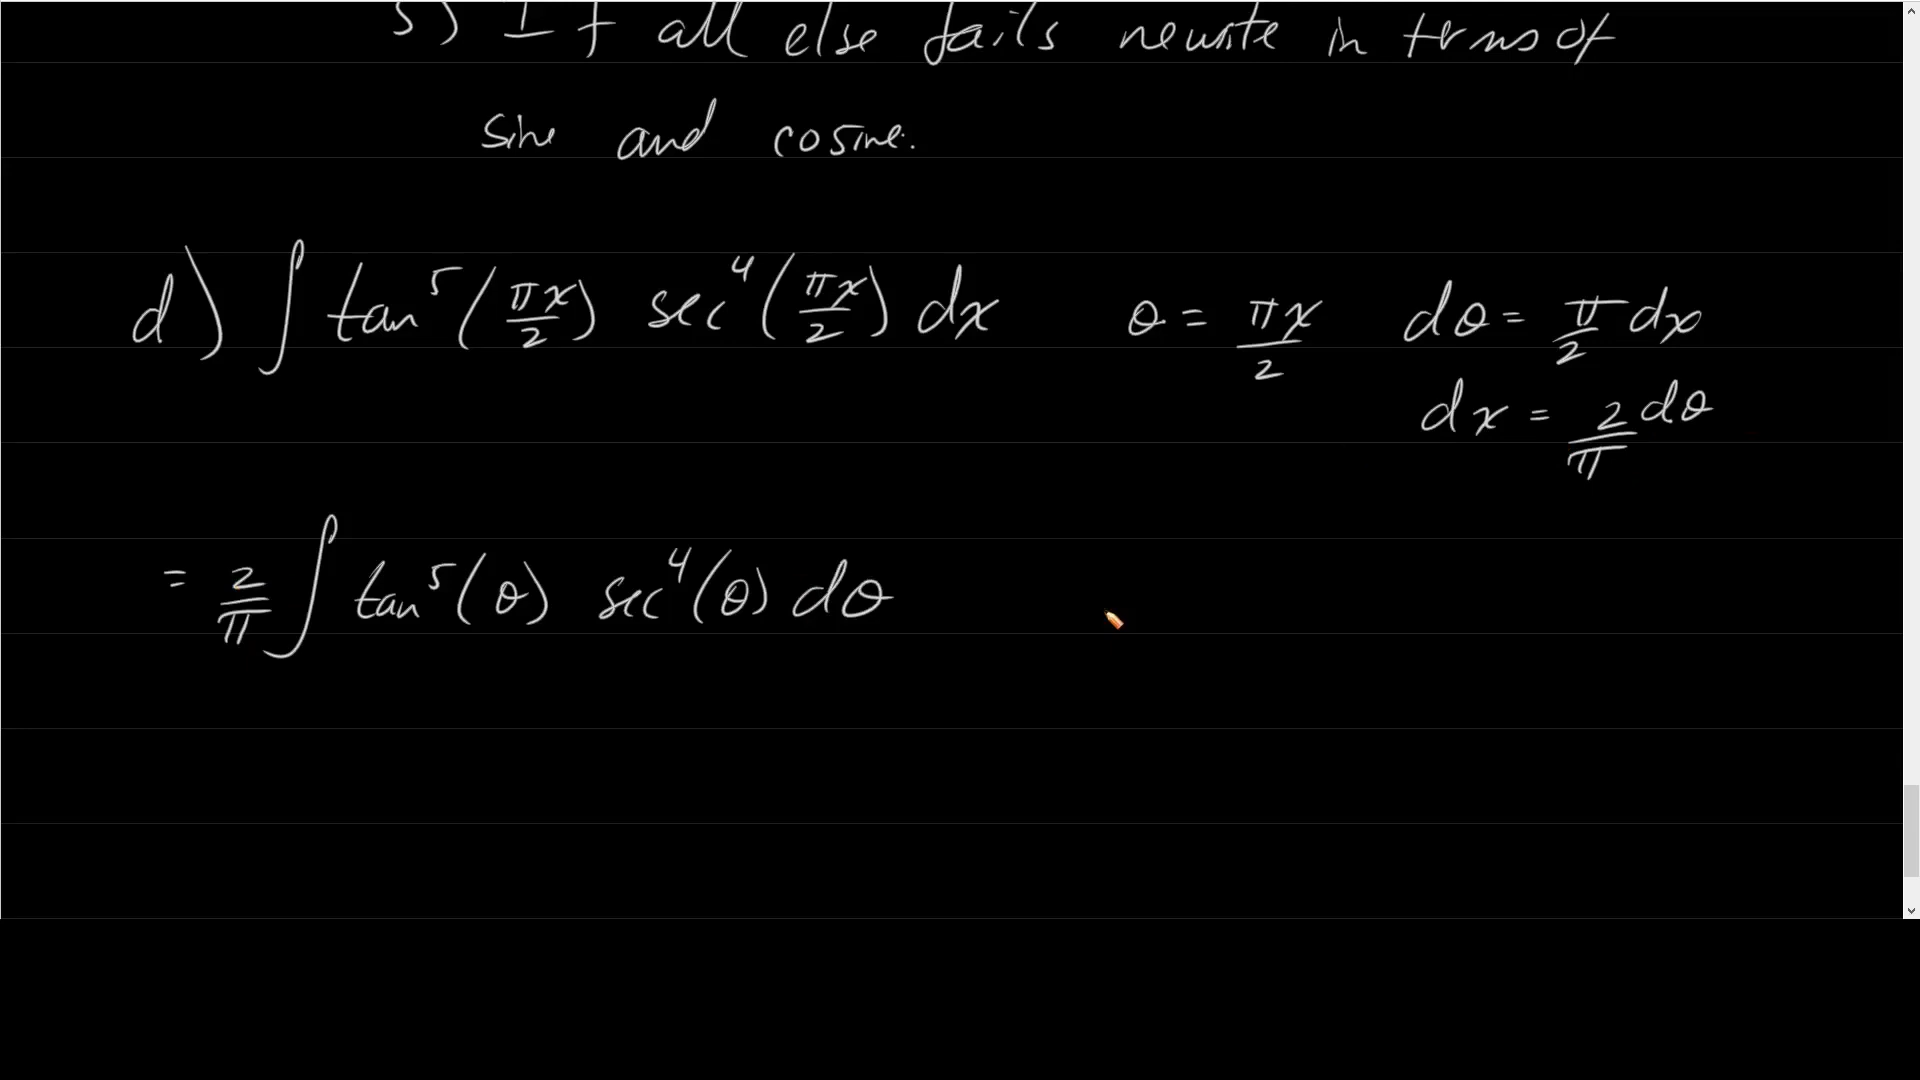 5) If all else fails rewrite in terms of
sine and cosine.
d) ∫ tan⁵(πx/2) sec⁴(πx/2) dx θ = πx/2 dθ = π/2 dx
dx = 2/π dθ
= 2/π ∫ tan⁵(θ) sec⁴(θ) dθ